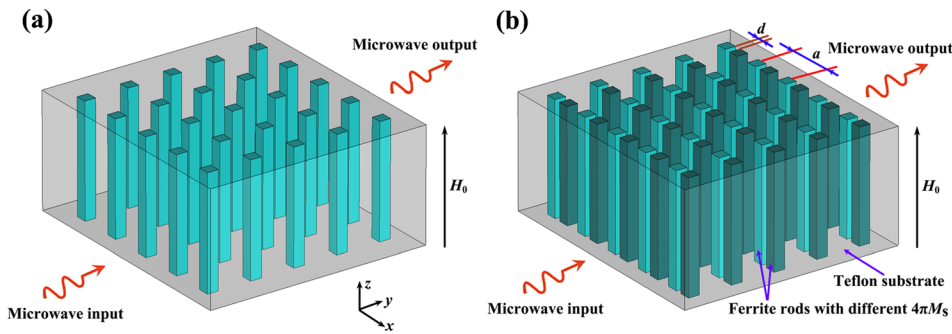 (a)
Microwave output
H₀
Microwave input
z
y
x
(b)
d
a
Microwave output
H₀
Teflon substrate
Microwave input
Ferrite rods with different 4πMₛ